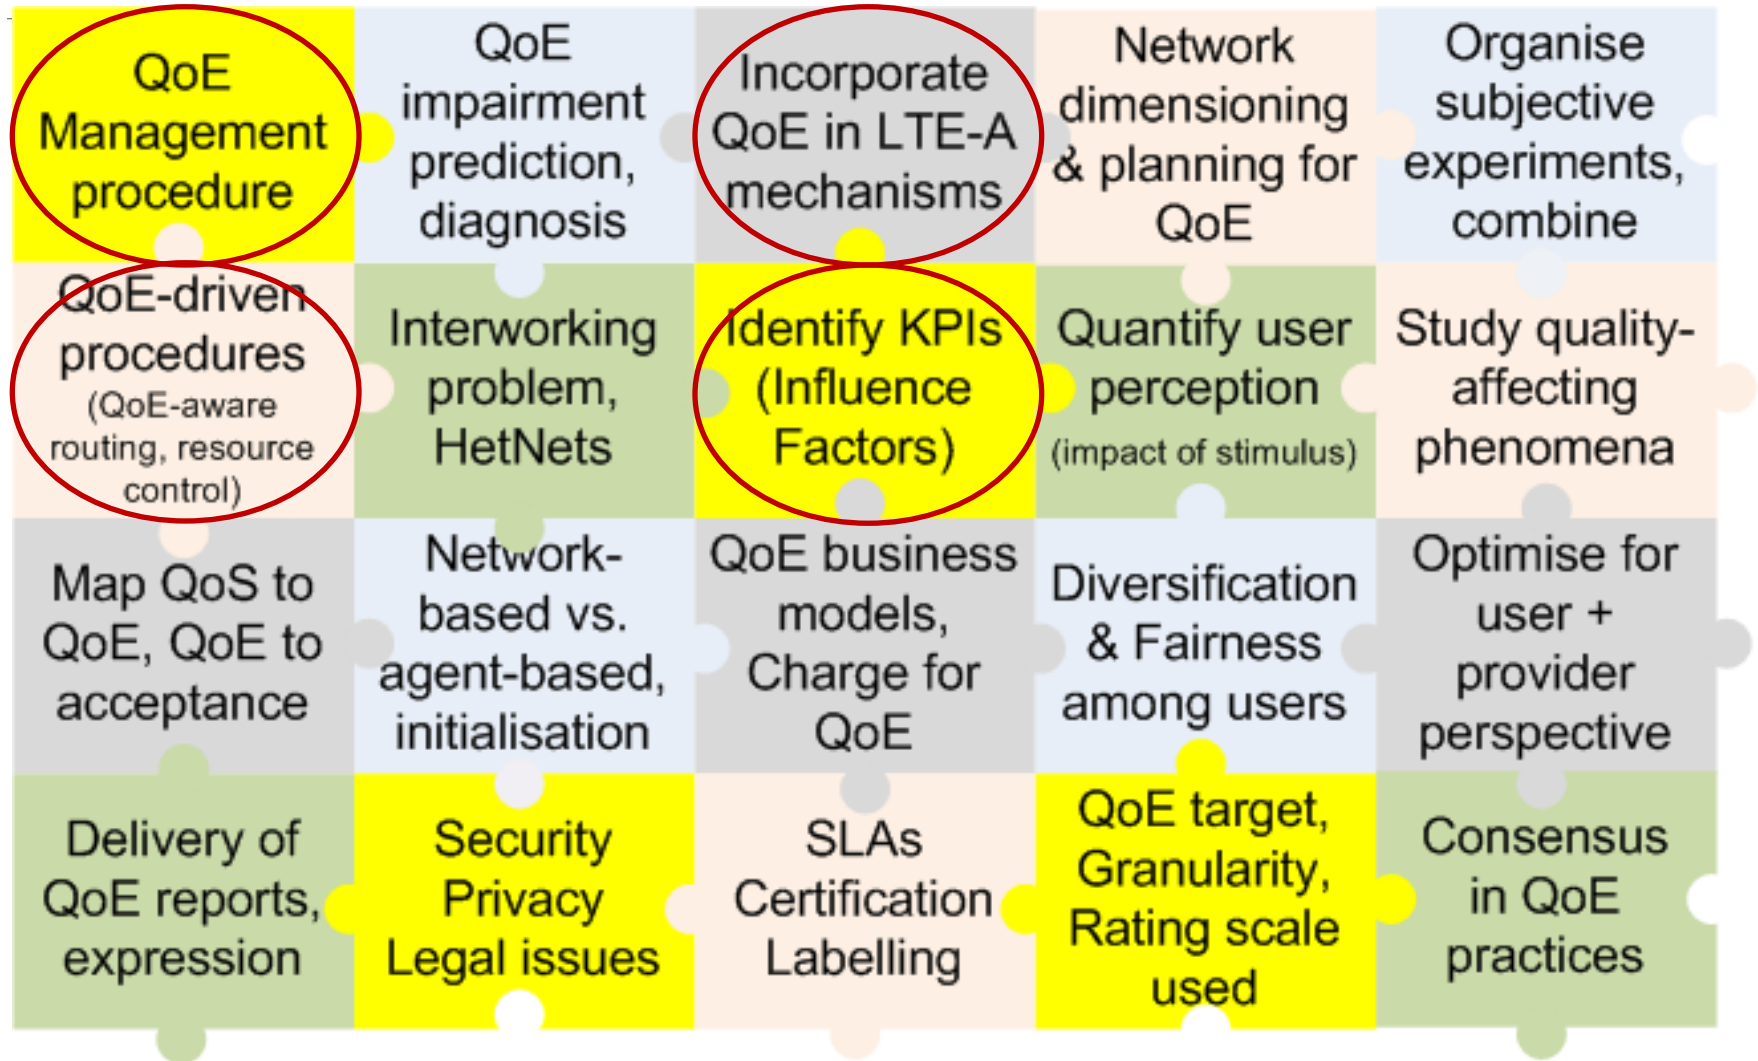 QoE
Management
procedure
QoE
impairment
prediction,
diagnosis
Incorporate
QoE in LTE-A
mechanisms
Network
dimensioning
& planning for
QoE
Organise
subjective
experiments,
combine
QoE-driven
procedures
(QoE-aware
routing, resource
control)
Interworking
problem,
HetNets
Identify KPIs
(Influence
Factors)
Quantify user
perception
(impact of stimulus)
Study quality-
affecting
phenomena
Map QoS to
QoE, QoE to
acceptance
Network-
based vs.
agent-based,
initialisation
QoE business
models,
Charge for
QoE
Diversification
& Fairness
among users
Optimise for
user +
provider
perspective
Delivery of
QoE reports,
expression
Security
Privacy
Legal issues
SLAs
Certification
Labelling
QoE target,
Granularity,
Rating scale
used
Consensus
in QoE
practices